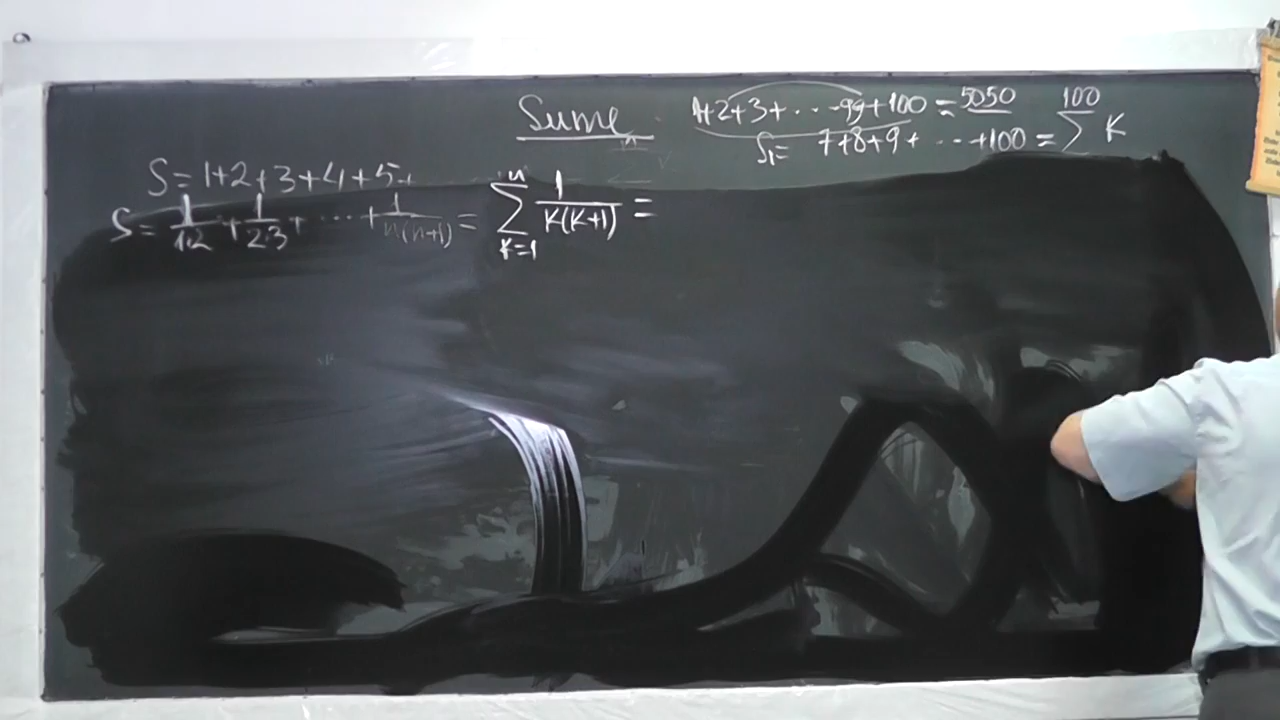 Sume
1+2+3+...99+100=5050
S₁= 7+8+9+...+100= 100 ∑ K
S=1+2+3+4+5+
S= 1/1·2 + 1/2·3 + ... + 1/n(n+1) = n ∑ K=1 1/K(K+1) =